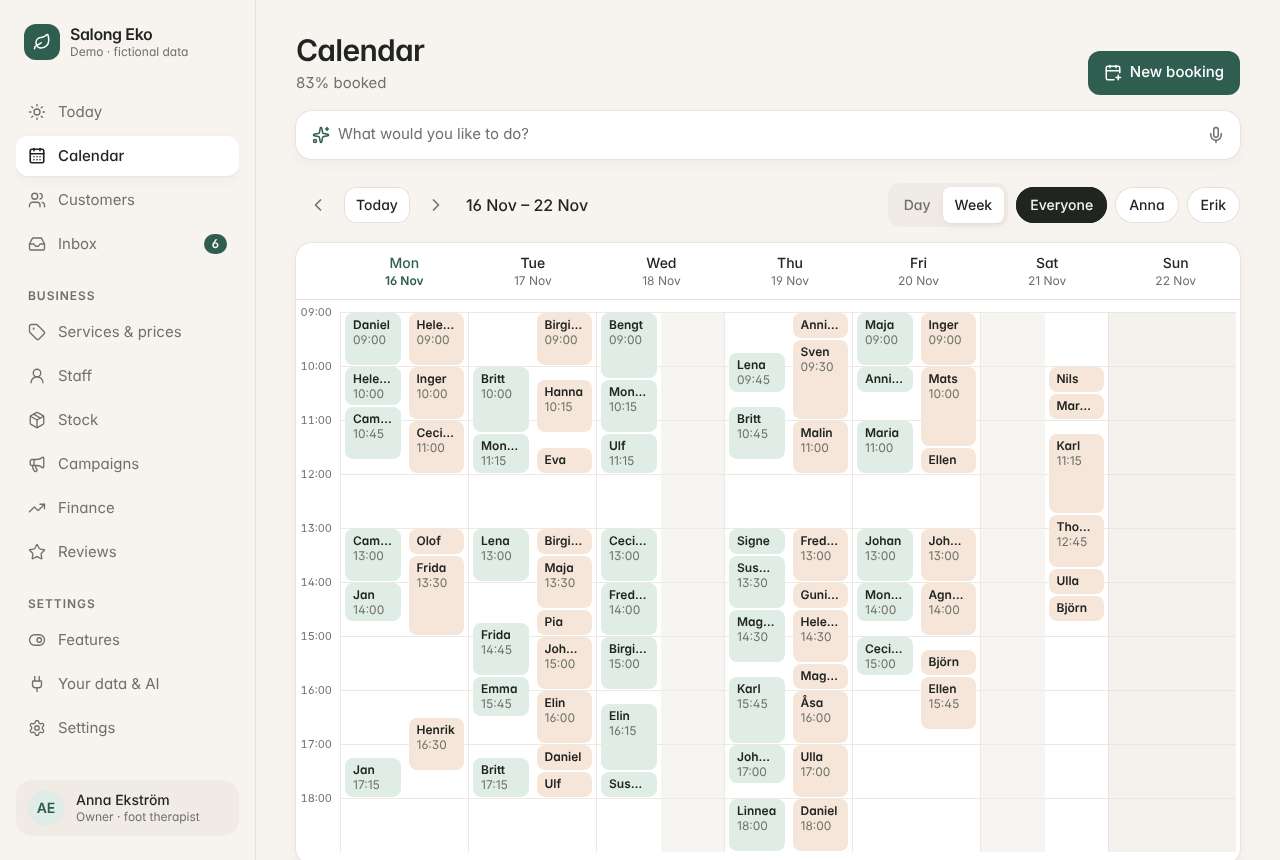 Salong Eko
Demo · fictional data
Today
Calendar
Customers
Inbox
6
BUSINESS
Services & prices
Staff
Stock
Campaigns
Finance
Reviews
SETTINGS
Features
Your data & AI
Settings
AE
Anna Ekström
Owner · foot therapist
Calendar
83% booked
New booking
What would you like to do?
Today
16 Nov – 22 Nov
Day
Week
Everyone
Anna
Erik
Mon
16 Nov
Tue
17 Nov
Wed
18 Nov
Thu
19 Nov
Fri
20 Nov
Sat
21 Nov
Sun
22 Nov
09:00
10:00
11:00
12:00
13:00
14:00
15:00
16:00
17:00
18:00
Daniel
09:00
Hele...
10:00
Cam...
10:45
Cam...
13:00
Jan
14:00
Jan
17:15
Hele...
09:00
Inger
10:00
Ceci...
11:00
Olof
Frida
13:30
Henrik
16:30
Britt
10:00
Mon...
11:15
Lena
13:00
Frida
14:45
Emma
15:45
Britt
17:15
Birgi...
09:00
Hanna
10:15
Eva
Birgi...
Maja
13:30
Pia
Joh...
15:00
Elin
16:00
Daniel
Ulf
Bengt
09:00
Mon...
10:15
Ulf
11:15
Ceci...
13:00
Fred...
14:00
Birgi...
15:00
Elin
16:15
Sus...
Lena
09:45
Britt
10:45
Signe
Sus...
13:30
Mag...
14:30
Karl
15:45
Joh...
17:00
Linnea
18:00
Anni...
Sven
09:30
Malin
11:00
Fred...
13:00
Guni...
Hele...
14:30
Mag...
Åsa
16:00
Ulla
17:00
Daniel
18:00
Maja
09:00
Anni...
Maria
11:00
Johan
13:00
Mon...
14:00
Ceci...
15:00
Inger
09:00
Mats
10:00
Ellen
Joh...
13:00
Agn...
14:00
Björn
Ellen
15:45
Nils
Mar...
Karl
11:15
Tho...
12:45
Ulla
Björn